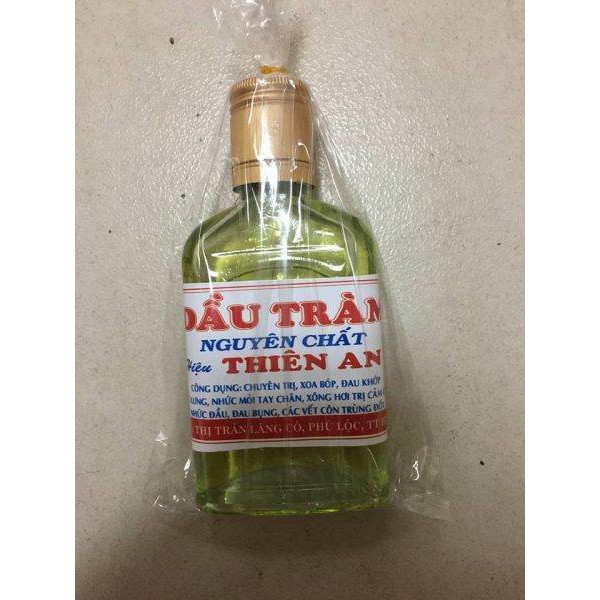 DẦU TRÀM
NGUYÊN CHẤT
Hiệu THIÊN AN
CÔNG DỤNG: CHUYÊN TRỊ, XOA BÓP, ĐAU KHỚP
LƯNG, NHỨC MỎI TAY CHÂN, XÔNG HƠI TRỊ CẢM
NHỨC ĐẦU, ĐAU BỤNG, CÁC VẾT CÔN TRÙNG ĐỐT
THỊ TRẤN LĂNG CÔ, PHÚ LỘC, TT